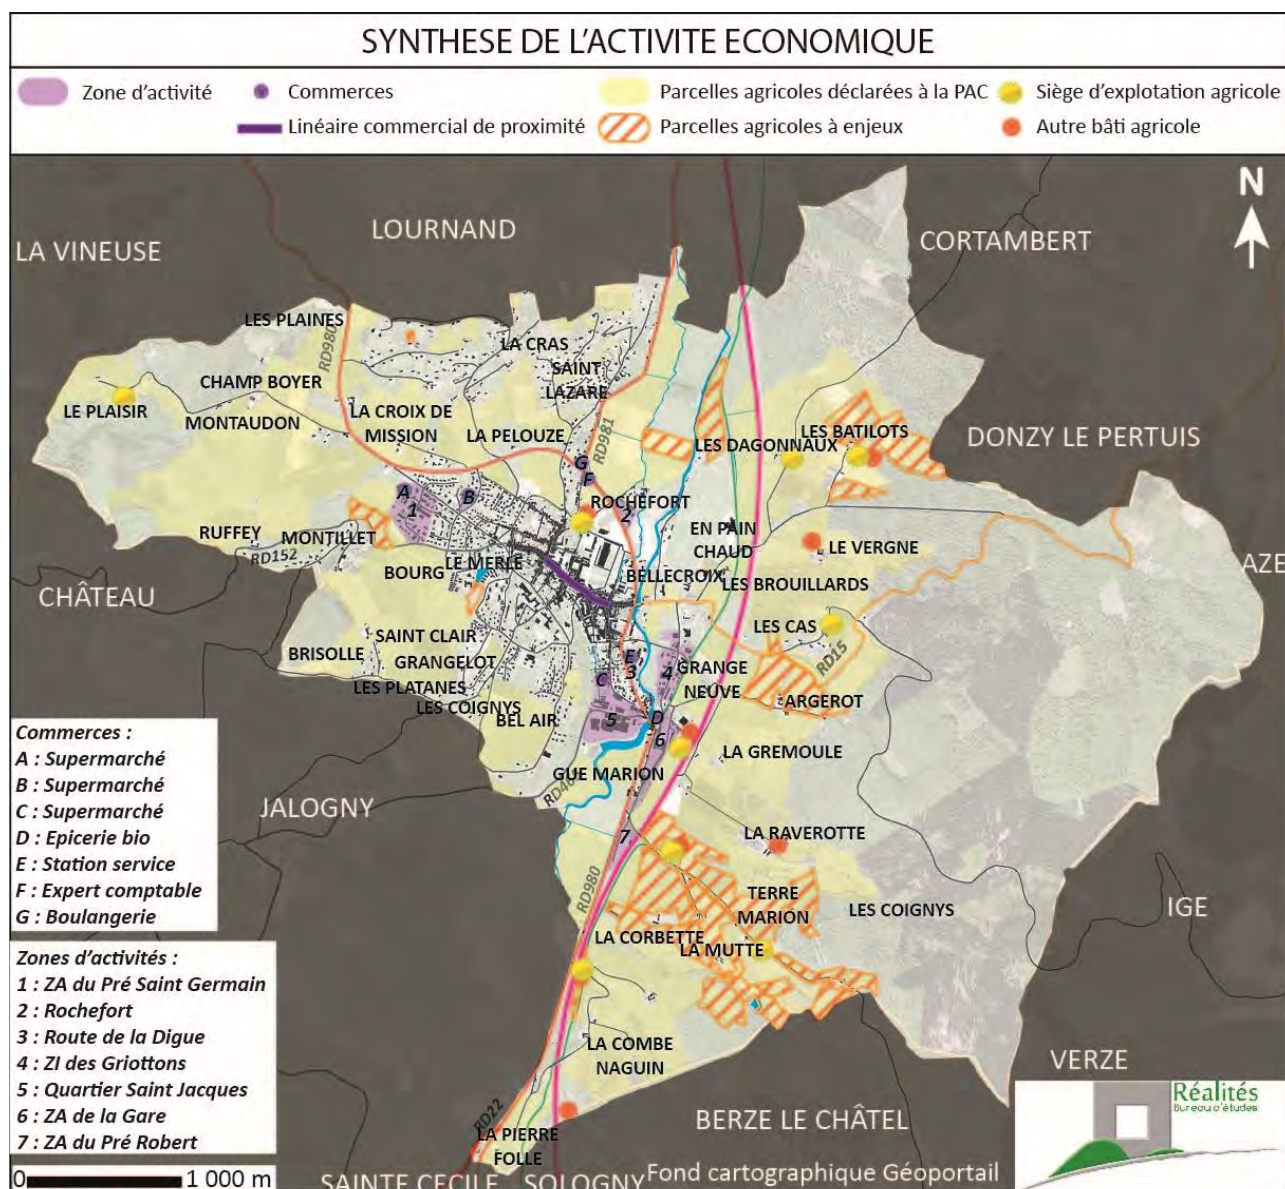 SYNTHESE DE L'ACTIVITE ECONOMIQUE
Zone d'activité
Commerces
Parcelles agricoles déclarées à la PAC
Siège d'explotation agricole
Linéaire commercial de proximité
Parcelles agricoles à enjeux
Autre bâti agricole
N
LOURNAND
CORTAMBERT
LA VINEUSE
LES PLAINES
RD980
LA CRAS
SAINT
LAZARE
CHAMP BOYER
LE PLAISIR
MONTAUDON
LA CROIX DE
MISSION
LA PELOUZE
RD981
LES DAGONNAUX
LES BATILOTS
DONZY LE PERTUIS
G
F
A
1
B
ROCHEFORT
2
RUFFEY
MONTILLET
RD152
EN PAIN
CHAUD
LE VERGNE
BOURG
LE MERLE
BELLECROIX
LES BROUILLARDS
AZE
CHÂTEAU
SAINT CLAIR
LES CAS
RD15
BRISOLLE
GRANGELOT
E
3
4
GRANGE
NEUVE
LES PLATANES
C
ARGEROT
LES COIGNYS
BEL AIR
5
D
6
LA GREMOULE
GUE MARION
JALOGNY
7
LA RAVEROTTE
RD980
TERRE
MARION
LES COIGNYS
IGE
LA CORBETTE
LA MUTTE
LA COMBE
NAGUIN
VERZE
RD22
LA PIERRE
FOLLE
BERZE LE CHÂTEL
SAINTE CECILE
SOLOGNY
Fond cartographique Géoportail
Commerces :
A : Supermarché
B : Supermarché
C : Supermarché
D : Epicerie bio
E : Station service
F : Expert comptable
G : Boulangerie
Zones d'activités :
1 : ZA du Pré Saint Germain
2 : Rochefort
3 : Route de la Digue
4 : ZI des Griottons
5 : Quartier Saint Jacques
6 : ZA de la Gare
7 : ZA du Pré Robert
0
1 000 m
Réalités
Bureau d'études